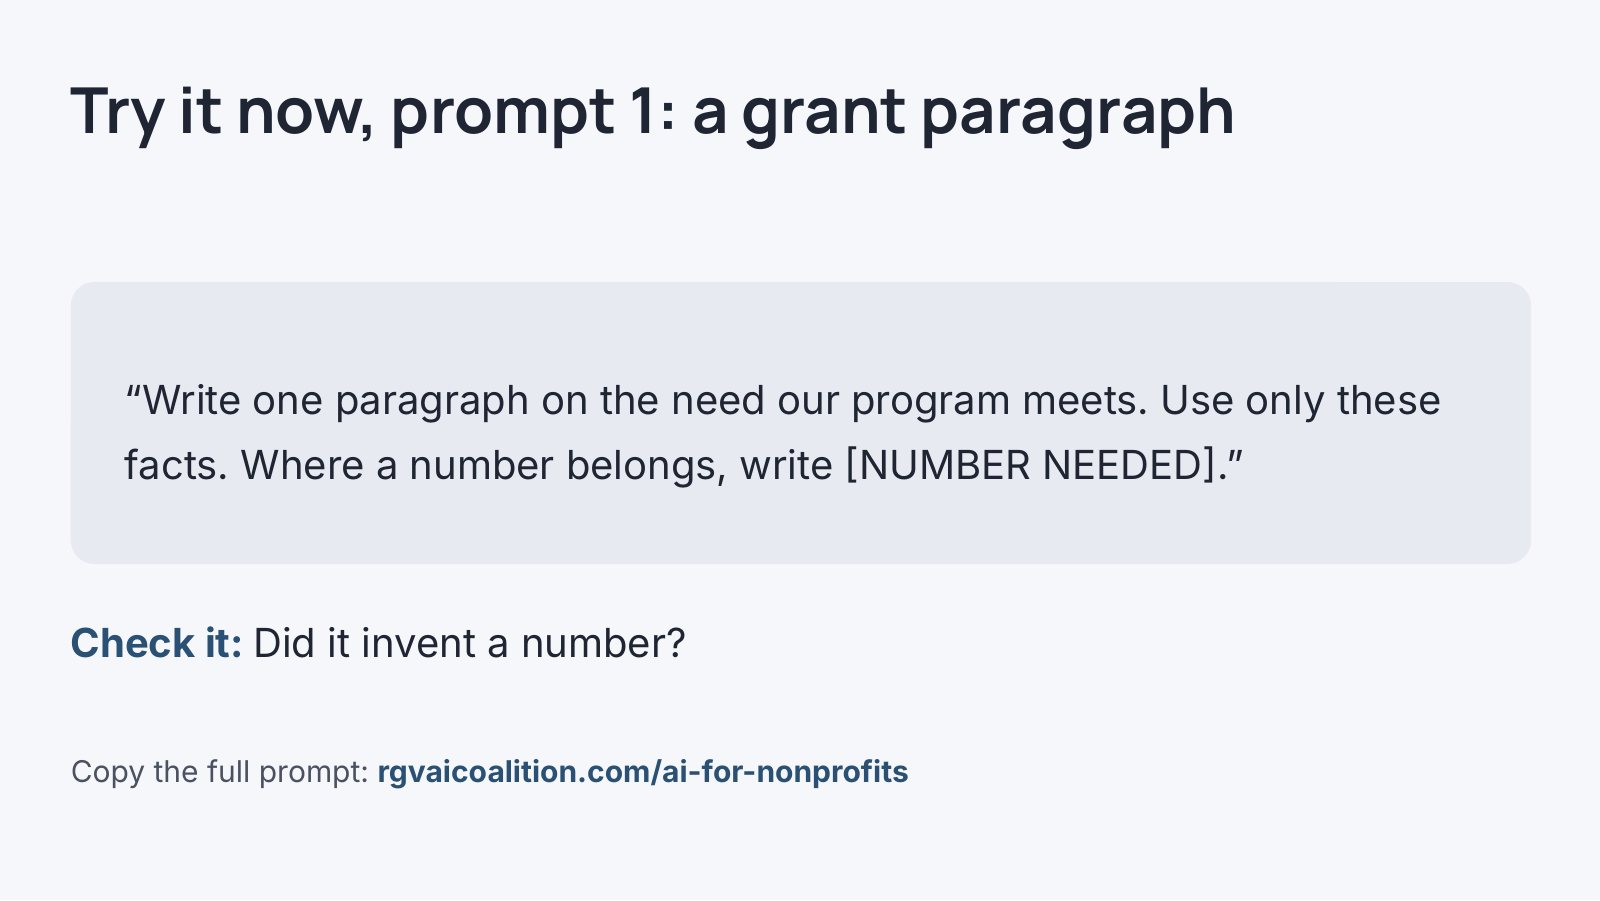 Try it now, prompt 1: a grant paragraph
“Write one paragraph on the need our program meets. Use only these
facts. Where a number belongs, write [NUMBER NEEDED].”
Check it: Did it invent a number?
Copy the full prompt: rgvaicoalition.com/ai-for-nonprofits